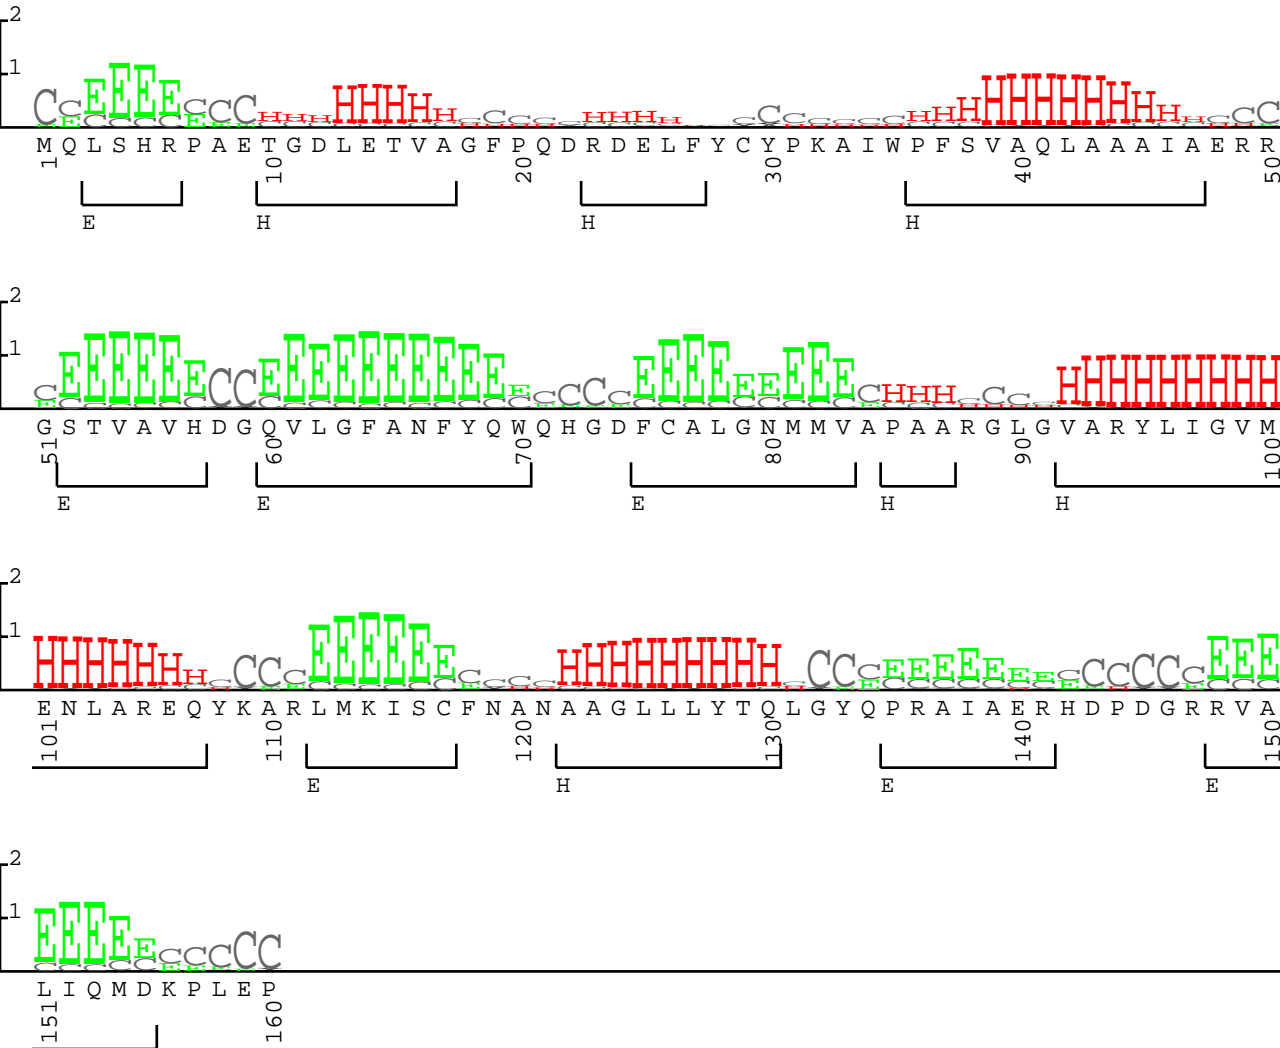 2
1
M Q L S H R P A E T G D L E T V A G F P Q D R D E L F Y C Y P K A I W P F S V A Q L A A A I A E R R
1 10 20 30 40 50
E H H H
2
1
G S T V A V H D G Q V L G F A N F Y Q W Q H G D F C A L G N M M V A P A A R G L G V A R Y L I G V M
51 60 70 80 90 100
E E E H H
2
1
E N L A R E Q Y K A R L M K I S C F N A N A A G L L L Y T Q L G Y Q P R A I A E R H D P D G R R V A
101 110 120 130 140 150
E H E E
2
1
L I Q M D K P L E P
151 160